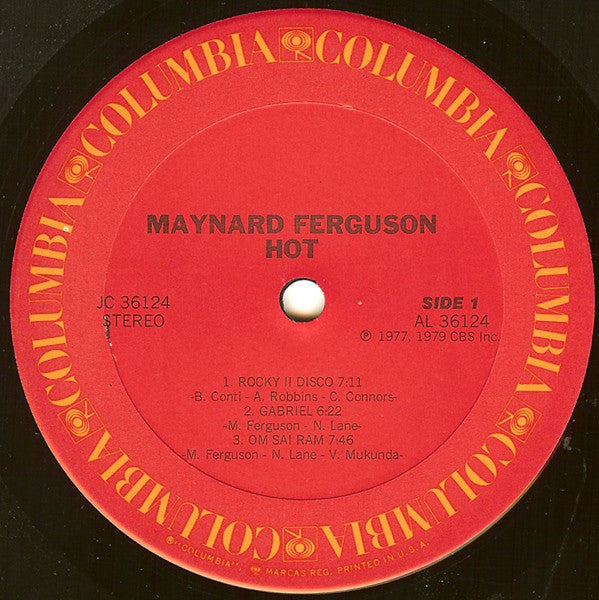 COLUMBIA COLUMBIA COLUMBIA COLUMBIA COLUMBIA COLUMBIA
MAYNARD FERGUSON
HOT
JC 36124
STEREO
SIDE 1
AL 36124
℗ 1977, 1979 CBS Inc.
1. ROCKY II DISCO 7:11
-B. Conti - A. Robbins - C. Connors-
2. GABRIEL 6:22
-M. Ferguson - N. Lane-
3. OM SAI RAM 7:46
-M. Ferguson - N. Lane - V. Mukunda-
®"COLUMBIA", MARCAS REG. PRINTED IN U.S.A.